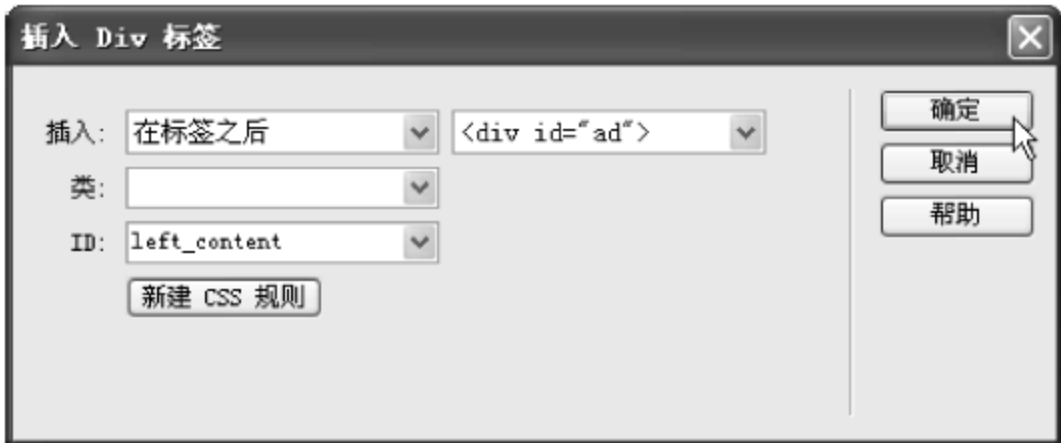 插入 Div 标签
插入: 在标签之后 <div id="ad"> 确定
类: 取消
ID: left_content 帮助
新建 CSS 规则